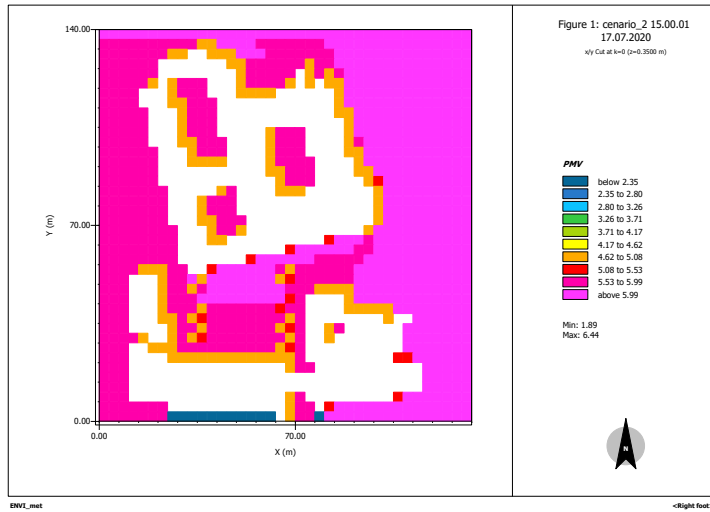 Figure 1: cenario_2 15.00.01
17.07.2020
x/y Cut at k=0 (z=0.3500 m)
140.00
70.00
0.00
Y (m)
0.00
70.00
X (m)
PMV
below 2.35
2.35 to 2.80
2.80 to 3.26
3.26 to 3.71
3.71 to 4.17
4.17 to 4.62
4.62 to 5.08
5.08 to 5.53
5.53 to 5.99
above 5.99
Min: 1.89
Max: 6.44
N
ENVI_met
<Right foot